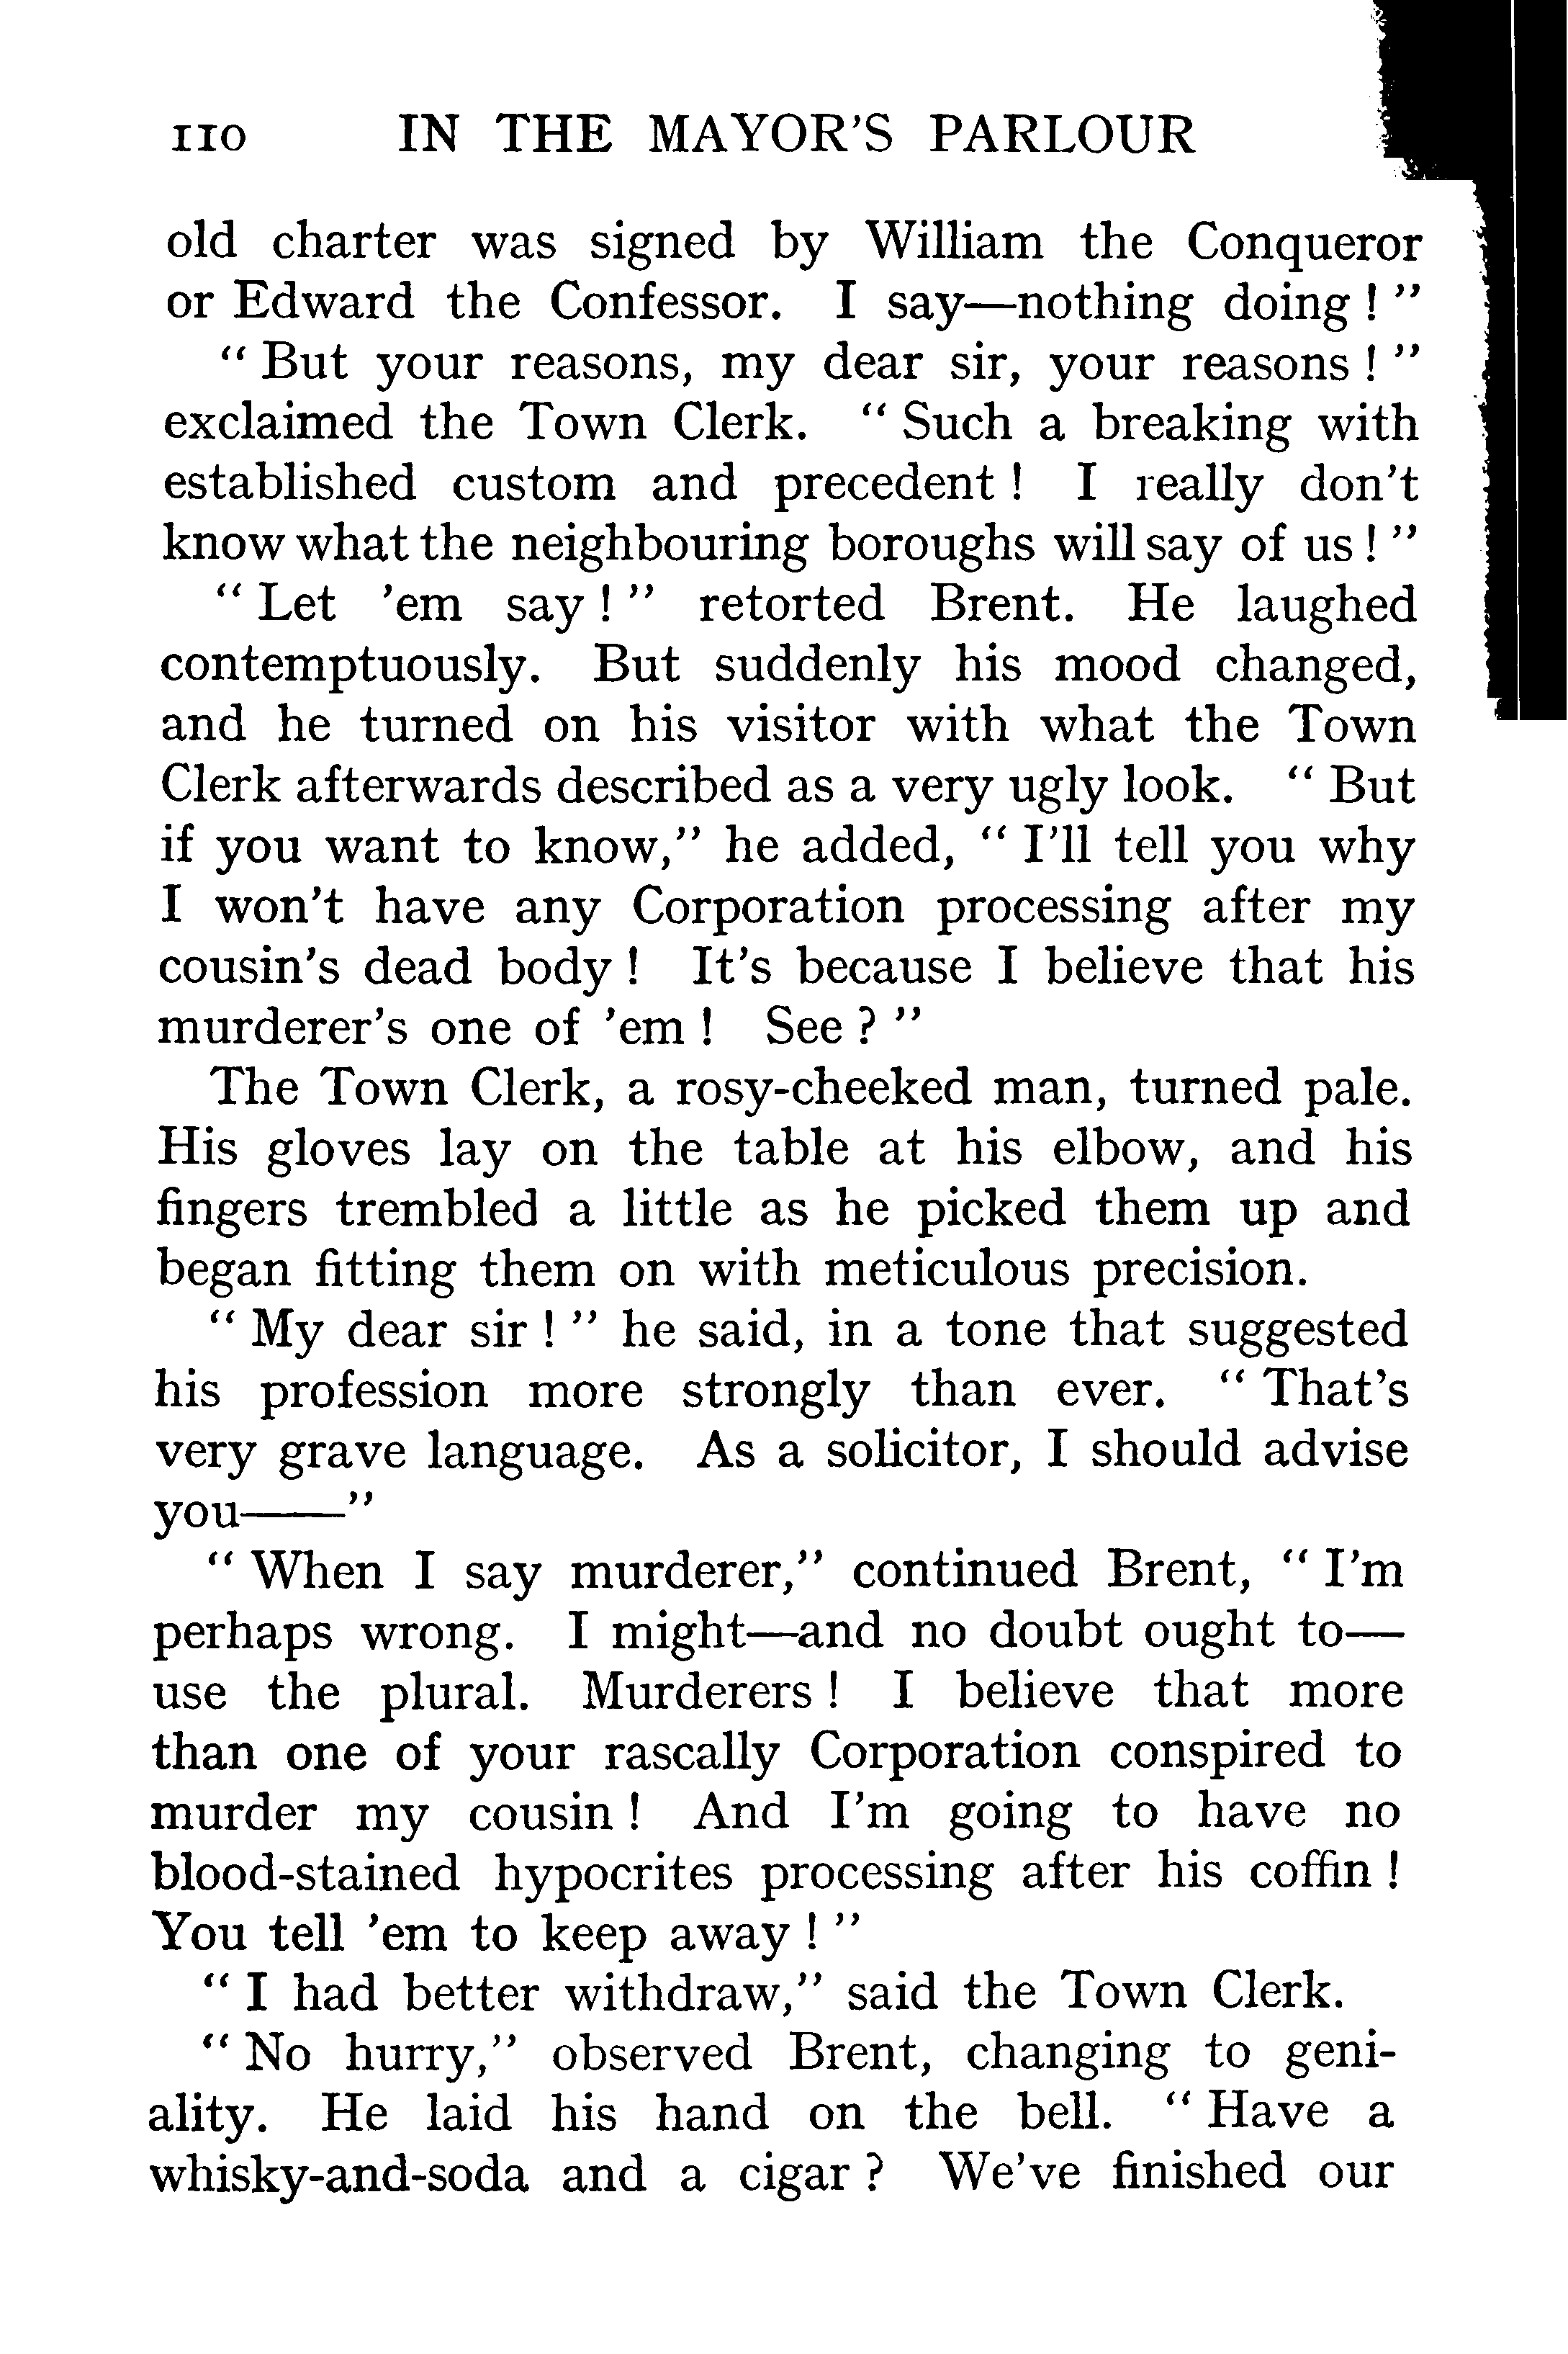 110 IN THE MAYOR'S PARLOUR
old charter was signed by William the Conqueror
or Edward the Confessor. I say—nothing doing ! ”
“ But your reasons, my dear sir, your reasons ! ”
exclaimed the Town Clerk. “ Such a breaking with
established custom and precedent ! I really don't
know what the neighbouring boroughs will say of us ! ”
“ Let 'em say ! ” retorted Brent. He laughed
contemptuously. But suddenly his mood changed,
and he turned on his visitor with what the Town
Clerk afterwards described as a very ugly look. “ But
if you want to know,” he added, “ I'll tell you why
I won't have any Corporation processing after my
cousin's dead body ! It's because I believe that his
murderer's one of 'em ! See ? ”
The Town Clerk, a rosy-cheeked man, turned pale.
His gloves lay on the table at his elbow, and his
fingers trembled a little as he picked them up and
began fitting them on with meticulous precision.
“ My dear sir ! ” he said, in a tone that suggested
his profession more strongly than ever. “ That's
very grave language. As a solicitor, I should advise
you——”
“ When I say murderer,” continued Brent, “ I'm
perhaps wrong. I might—and no doubt ought to—
use the plural. Murderers ! I believe that more
than one of your rascally Corporation conspired to
murder my cousin ! And I'm going to have no
blood-stained hypocrites processing after his coffin !
You tell 'em to keep away ! ”
“ I had better withdraw,” said the Town Clerk.
“ No hurry,” observed Brent, changing to geni-
ality. He laid his hand on the bell. “ Have a
whisky-and-soda and a cigar ? We've finished our